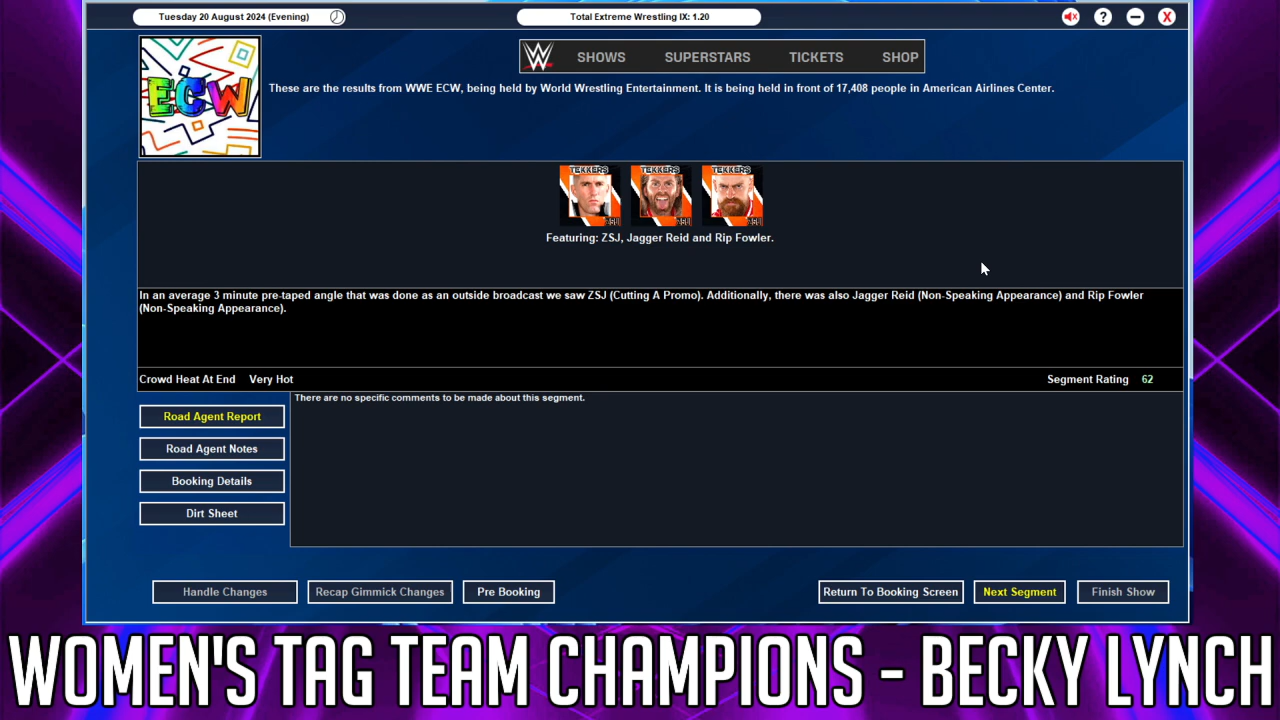 Tuesday 20 August 2024 (Evening)
Total Extreme Wrestling IX: 1.20
X
?
ECW
W
SHOWS
SUPERSTARS
TICKETS
SHOP
These are the results from WWE ECW, being held by World Wrestling Entertainment. It is being held in front of 17,408 people in American Airlines Center.
TEKKERS
TEKKERS
TEKKERS
ZSJ
ZSJ
ZSJ
Featuring: ZSJ, Jagger Reid and Rip Fowler.
In an average 3 minute pre-taped angle that was done as an outside broadcast we saw ZSJ (Cutting A Promo). Additionally, there was also Jagger Reid (Non-Speaking Appearance) and Rip Fowler
(Non-Speaking Appearance).
Crowd Heat At End Very Hot
Segment Rating 62
Road Agent Report
There are no specific comments to be made about this segment.
Road Agent Notes
Booking Details
Dirt Sheet
Handle Changes
Recap Gimmick Changes
Pre Booking
Return To Booking Screen
Next Segment
Finish Show
WOMEN'S TAG TEAM CHAMPIONS - BECKY LYNCH